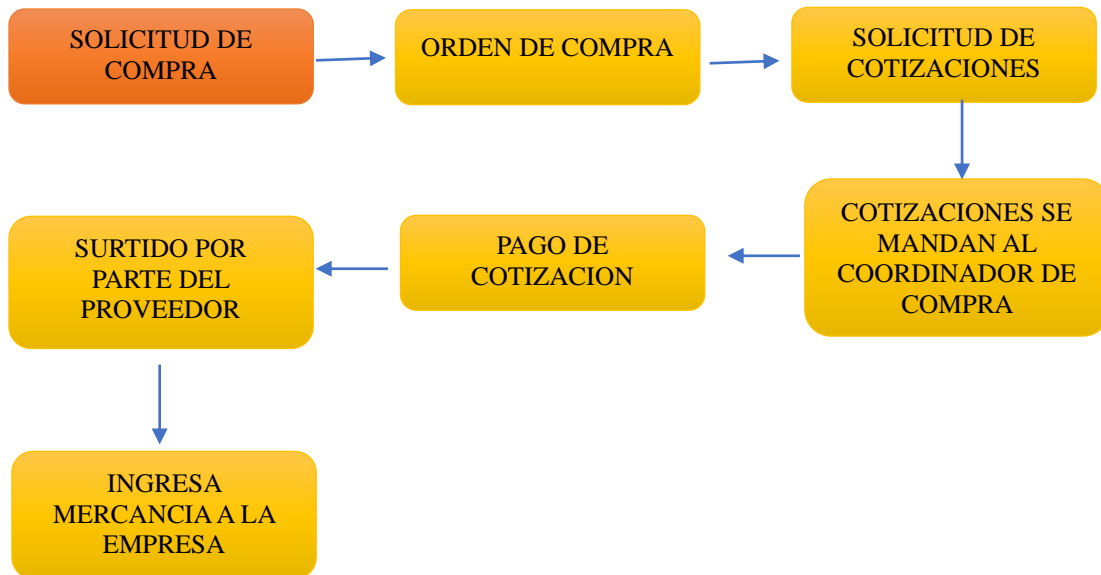 SOLICITUD DE
COMPRA
ORDEN DE COMPRA
SOLICITUD DE
COTIZACIONES
COTIZACIONES SE
MANDAN AL
COORDINADOR DE
COMPRA
PAGO DE
COTIZACION
SURTIDO POR
PARTE DEL
PROVEEDOR
INGRESA
MERCANCIA A LA
EMPRESA